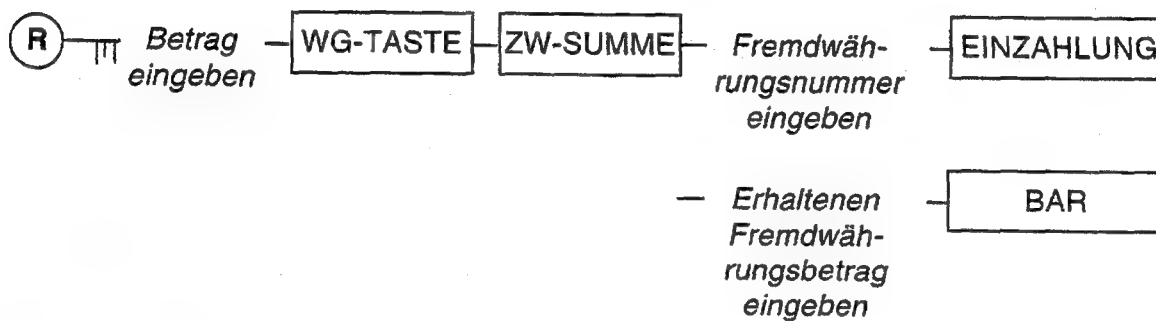 R Betrag eingeben WG-TASTE ZW-SUMME Fremdwäh-
rungsnummer
eingeben EINZAHLUNG
Erhaltenen
Fremdwäh-
rungsbetrag
eingeben BAR